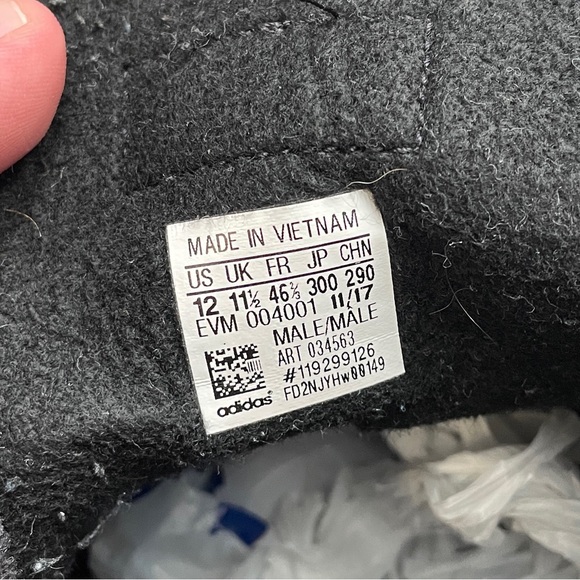 MADE IN VIETNAM
US UK FR JP CHN
12 11½ 46⅔ 300 290
EVM 004001 11/17
MALE/MALE
ART 034563
#119299126
FD2NJYHW00149
adidas